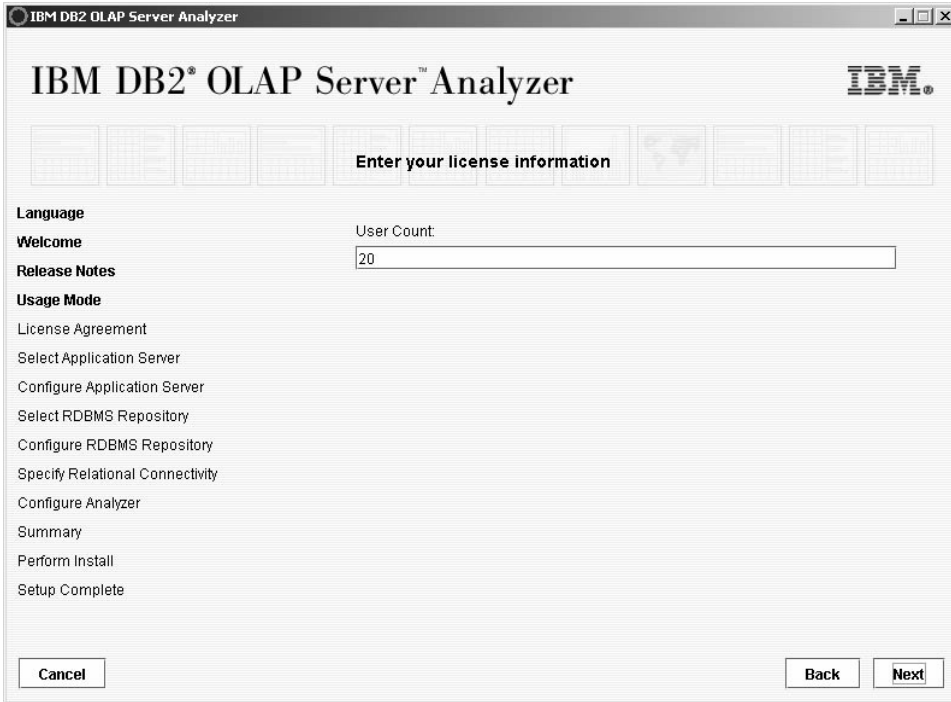 IBM DB2 OLAP Server Analyzer
IBM DB2® OLAP Server™ Analyzer
IBM®
Enter your license information
Language
Welcome
Release Notes
Usage Mode
License Agreement
Select Application Server
Configure Application Server
Select RDBMS Repository
Configure RDBMS Repository
Specify Relational Connectivity
Configure Analyzer
Summary
Perform Install
Setup Complete
User Count:
20
Cancel
Back
Next